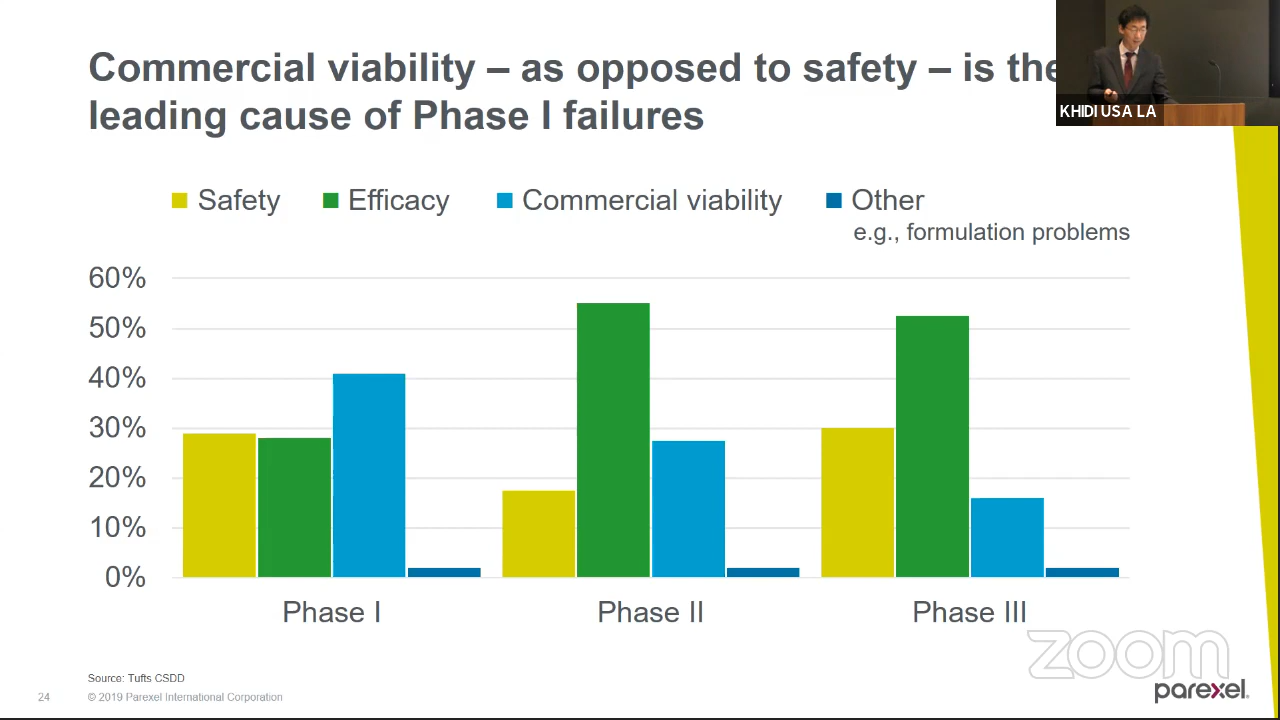 Commercial viability – as opposed to safety – is the
leading cause of Phase I failures
KHIDI USA LA
Safety
Efficacy
Commercial viability
Other
e.g., formulation problems
60%
50%
40%
30%
20%
10%
0%
Phase I
Phase II
Phase III
zoom
Source: Tufts CSDD
24
© 2019 Parexel International Corporation
parexel.